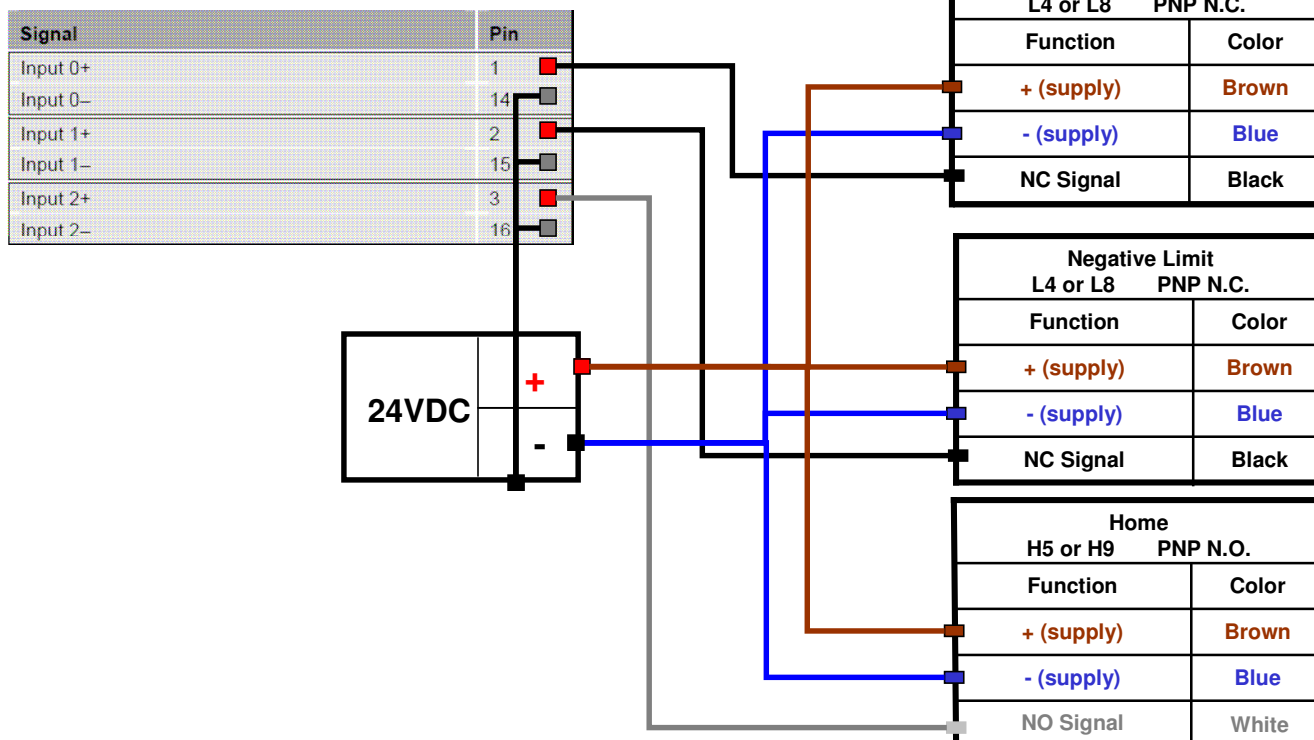 Signal Pin
Input 0+ 1
Input 0– 14
Input 1+ 2
Input 1– 15
Input 2+ 3
Input 2– 16
24VDC
+
-
L4 or L8 PNP N.C.
Function Color
+ (supply) Brown
- (supply) Blue
NC Signal Black
Negative Limit
L4 or L8 PNP N.C.
Function Color
+ (supply) Brown
- (supply) Blue
NC Signal Black
Home
H5 or H9 PNP N.O.
Function Color
+ (supply) Brown
- (supply) Blue
NO Signal White